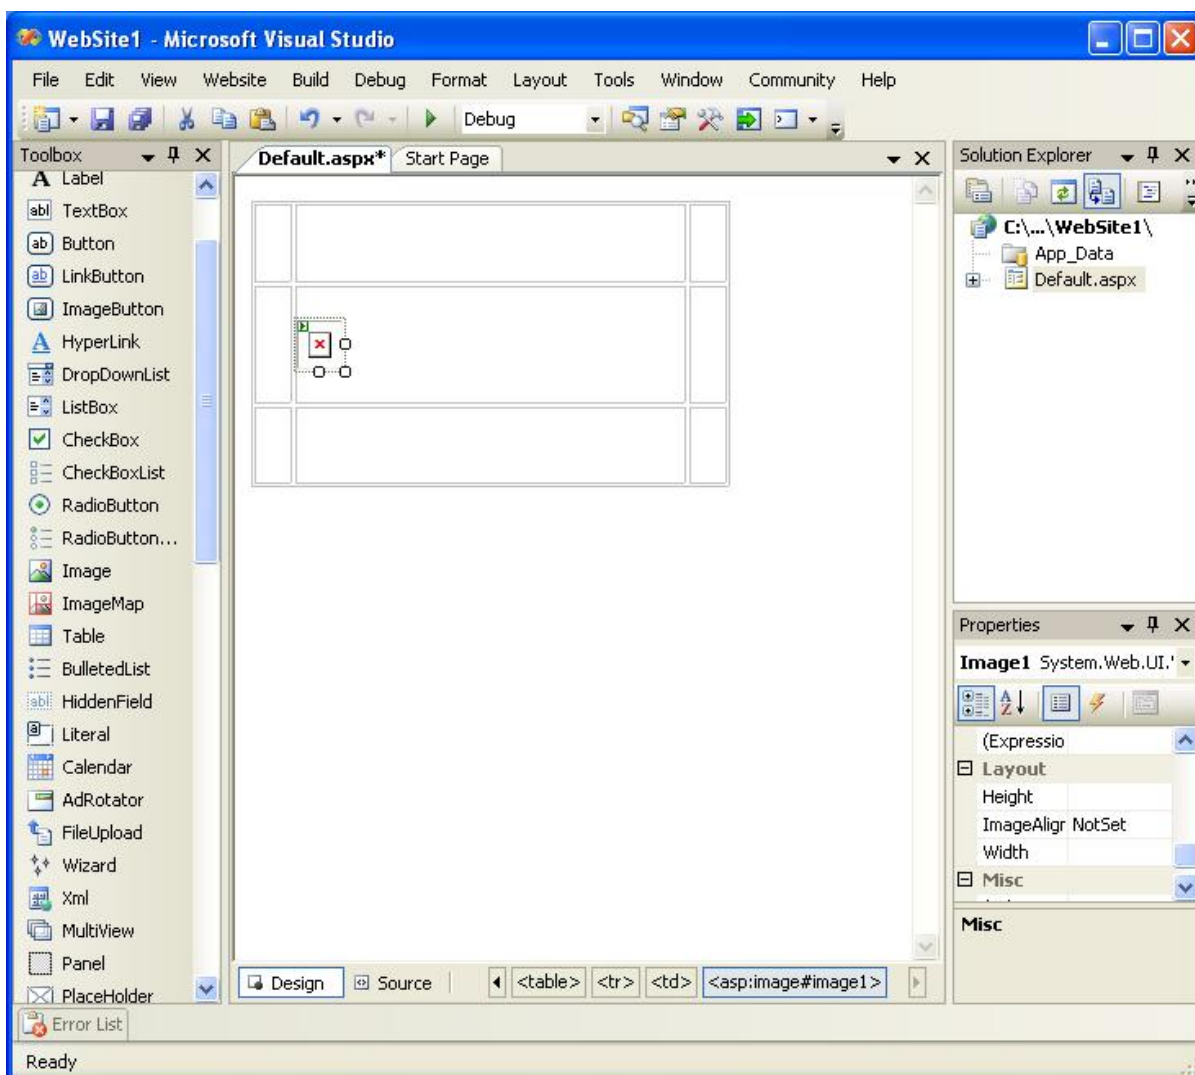 WebSite1 - Microsoft Visual Studio
File Edit View Website Build Debug Format Layout Tools Window Community Help
Debug
Toolbox
A Label
abl TextBox
ab Button
ab LinkButton
ImageButton
A HyperLink
DropDownList
ListBox
CheckBox
CheckBoxList
RadioButton
RadioButton...
Image
ImageMap
Table
BulletedList
abl HiddenField
Literal
Calendar
AdRotator
FileUpload
Wizard
Xml
MultiView
Panel
PlaceHolder
Default.aspx* Start Page
Design Source <table> <tr> <td> <asp:image#image1>
Solution Explorer
C:\...\WebSite1\
App_Data
Default.aspx
Properties
Image1 System.Web.UI.'
(Expressio
Layout
Height
ImageAligr NotSet
Width
Misc
Misc
Error List
Ready